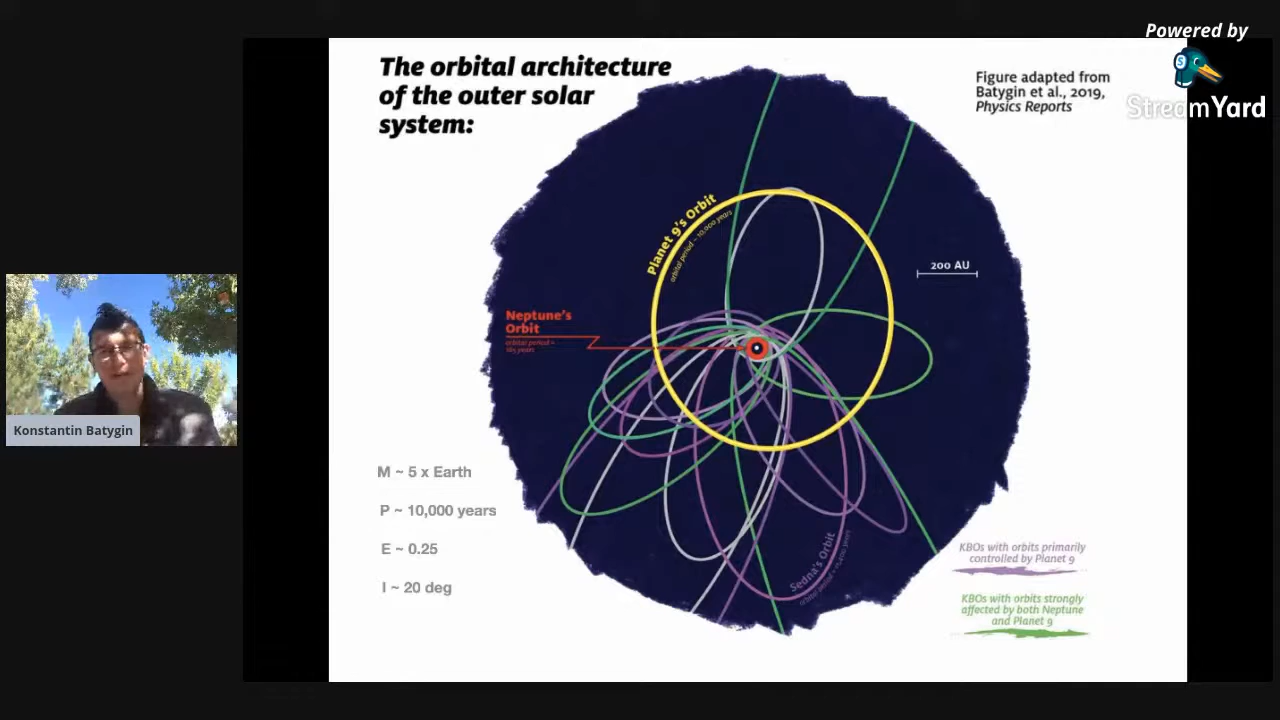 Powered by
StreamYard
The orbital architecture
of the outer solar
system:
Figure adapted from
Batygin et al., 2019,
Physics Reports
Planet 9's Orbit
orbital period ~ 10,000 years
200 AU
Neptune's
Orbit
orbital period =
165 years
Konstantin Batygin
M ~ 5 x Earth
P ~ 10,000 years
E ~ 0.25
I ~ 20 deg
Sedna's Orbit
KBOs with orbits primarily
controlled by Planet 9
KBOs with orbits strongly
affected by both Neptune
and Planet 9